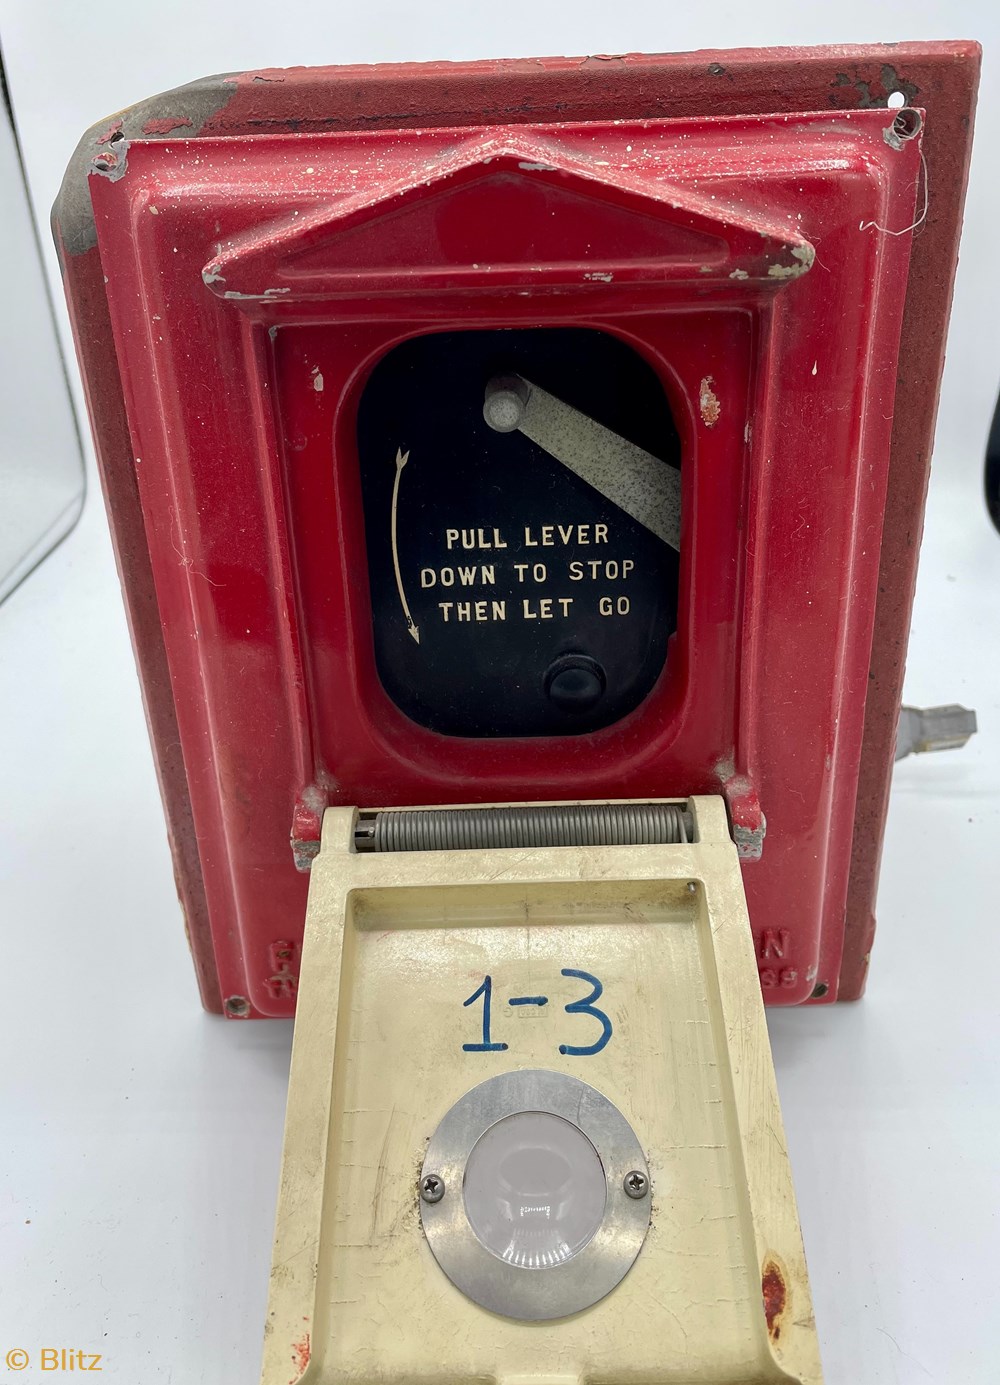 PULL LEVER
DOWN TO STOP
THEN LET GO
1-3
© Blitz